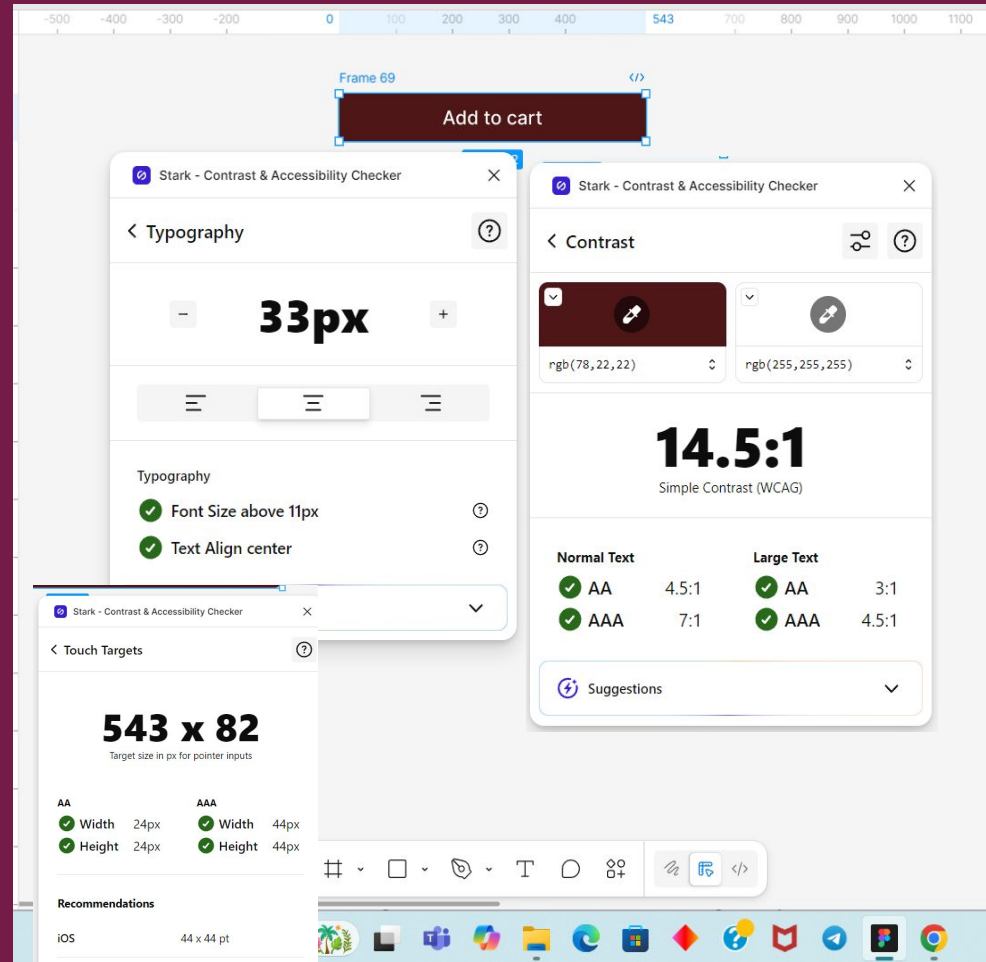 -500 -400 -300 -200 0 100 200 300 400 543 700 800 900 1000 1100
Frame 69
Add to cart
Stark - Contrast & Accessibility Checker
Typography
33px
Typography
Font Size above 11px
Text Align center
Stark - Contrast & Accessibility Checker
Contrast
rgb(78,22,22)
rgb(255,255,255)
14.5:1
Simple Contrast (WCAG)
Normal Text
AA 4.5:1
AAA 7:1
Large Text
AA 3:1
AAA 4.5:1
Suggestions
Stark - Contrast & Accessibility Checker
Touch Targets
543 x 82
Target size in px for pointer inputs
AA
Width 24px
Height 24px
AAA
Width 44px
Height 44px
Recommendations
iOS 44 x 44 pt